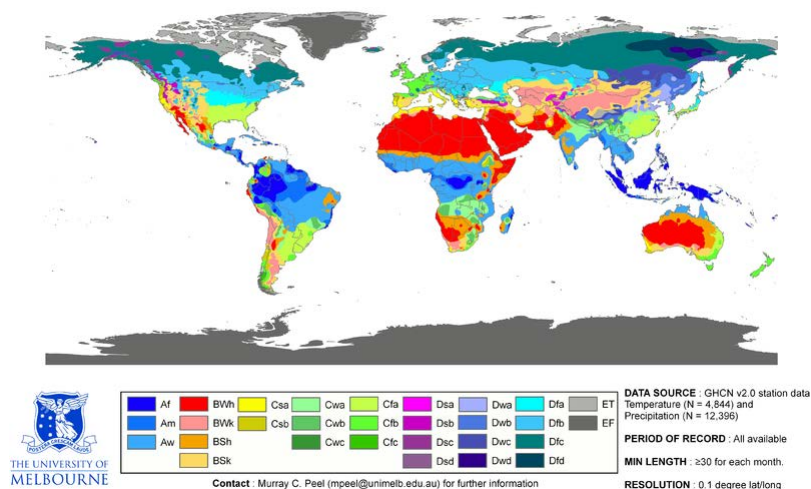 Af
BWh
Csa
Cwa
Cfa
Dsa
Dwa
Dfa
ET
Am
BWk
Csb
Cwb
Cfb
Dsb
Dwb
Dfb
EF
Aw
BSh
Cwc
Cfc
Dsc
Dwc
Dfc
BSk
Dsd
Dwd
Dfd
THE UNIVERSITY OF
MELBOURNE
Contact : Murray C. Peel (mpeel@unimelb.edu.au) for further information
DATA SOURCE : GHCN v2.0 station data
Temperature (N = 4,844) and
Precipitation (N = 12,396)
PERIOD OF RECORD : All available
MIN LENGTH : ≥30 for each month.
RESOLUTION : 0.1 degree lat/long